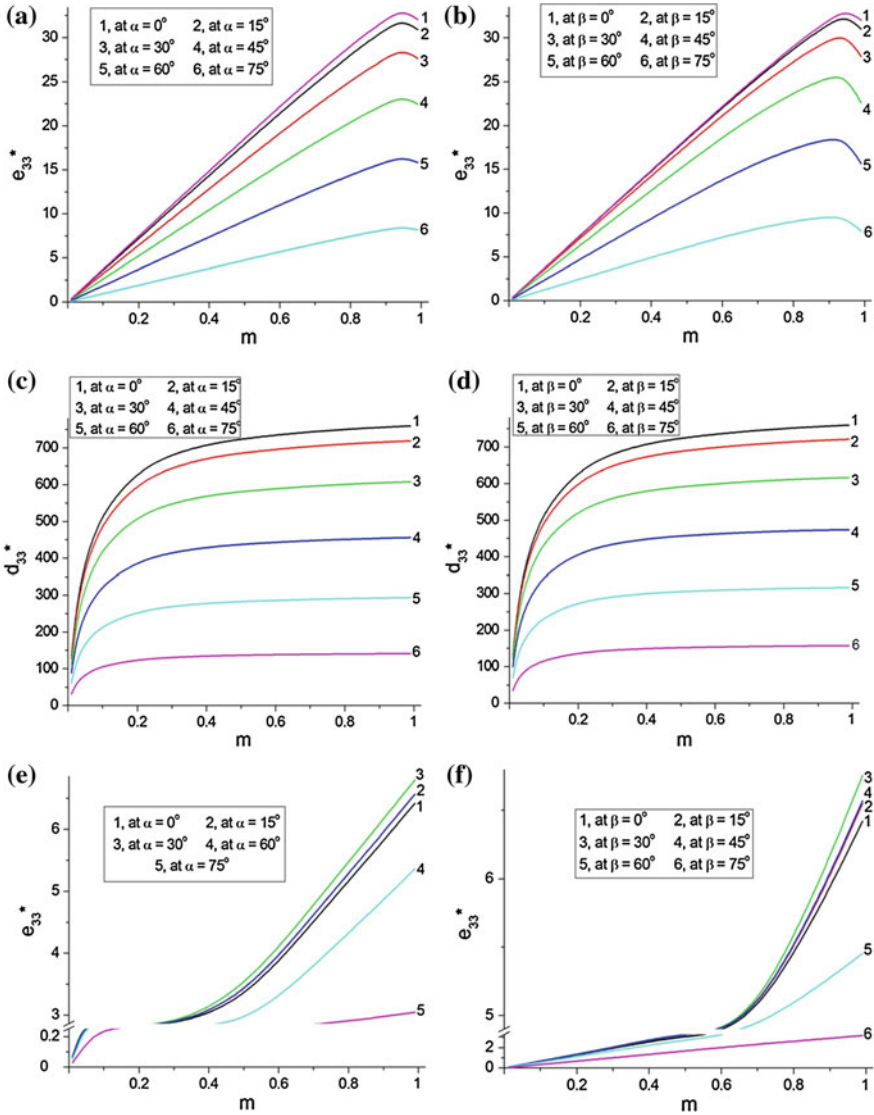 (a)
1, at α = 0° 2, at α = 15°
3, at α = 30° 4, at α = 45°
5, at α = 60° 6, at α = 75°
e33*
30
25
20
15
10
5
0
0.2 0.4 0.6 0.8 1
m
1
2
3
4
5
6
(b)
1, at β = 0° 2, at β = 15°
3, at β = 30° 4, at β = 45°
5, at β = 60° 6, at β = 75°
e33*
30
25
20
15
10
5
0
0.2 0.4 0.6 0.8 1
m
1
2
3
4
5
6
(c)
1, at α = 0° 2, at α = 15°
3, at α = 30° 4, at α = 45°
5, at α = 60° 6, at α = 75°
d33*
700
600
500
400
300
200
100
0
0.2 0.4 0.6 0.8 1
m
1
2
3
4
5
6
(d)
1, at β = 0° 2, at β = 15°
3, at β = 30° 4, at β = 45°
5, at β = 60° 6, at β = 75°
d33*
700
600
500
400
300
200
100
0
0.2 0.4 0.6 0.8 1
m
1
2
3
4
5
6
(e)
1, at α = 0° 2, at α = 15°
3, at α = 30° 4, at α = 60°
5, at α = 75°
e33*
6
5
4
3
0.2
0
0.2 0.4 0.6 0.8 1
m
3
2
1
4
5
(f)
1, at β = 0° 2, at β = 15°
3, at β = 30° 4, at β = 45°
5, at β = 60° 6, at β = 75°
e33*
6
5
2
0
0.2 0.4 0.6 0.8 1
m
3
4
2
1
5
6